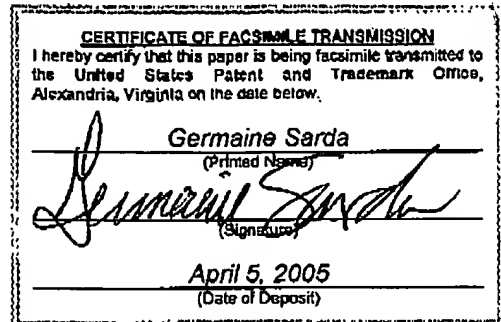 CERTIFICATE OF FACSIMILE TRANSMISSION
I hereby certify that this paper is being facsimile transmitted to
the United States Patent and Trademark Office,
Alexandria, Virginia on the date below.
Germaine Sarda
(Printed Name)
Germaine Sarda
(Signature)
April 5, 2005
(Date of Deposit)